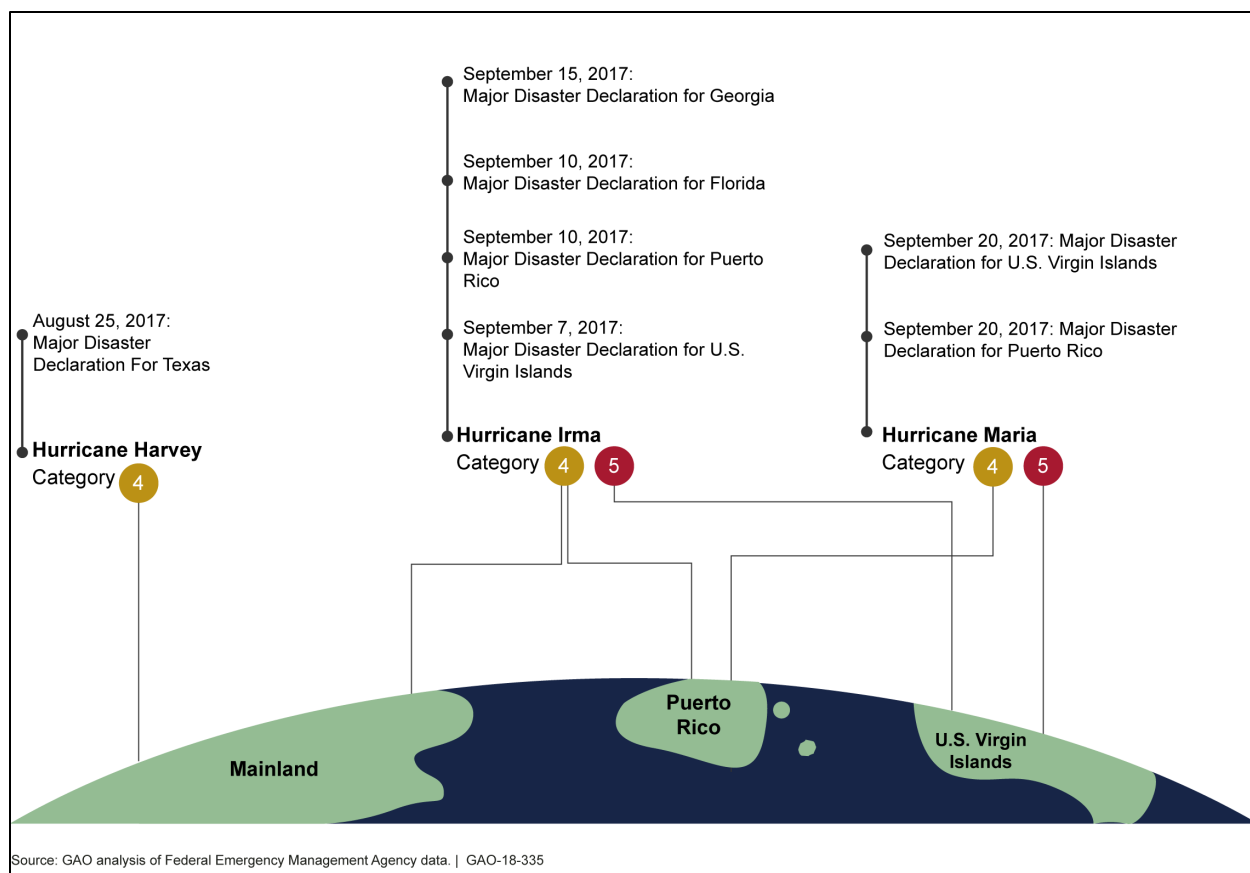 September 15, 2017:
Major Disaster Declaration for Georgia
September 10, 2017:
Major Disaster Declaration for Florida
September 10, 2017:
Major Disaster Declaration for Puerto
Rico
September 7, 2017:
Major Disaster Declaration for U.S.
Virgin Islands
September 20, 2017: Major Disaster
Declaration for U.S. Virgin Islands
September 20, 2017: Major Disaster
Declaration for Puerto Rico
August 25, 2017:
Major Disaster
Declaration For Texas
Hurricane Harvey
Category 4
Hurricane Irma
Category 4 5
Hurricane Maria
Category 4 5
Mainland
Puerto
Rico
U.S. Virgin
Islands
Source: GAO analysis of Federal Emergency Management Agency data. | GAO-18-335